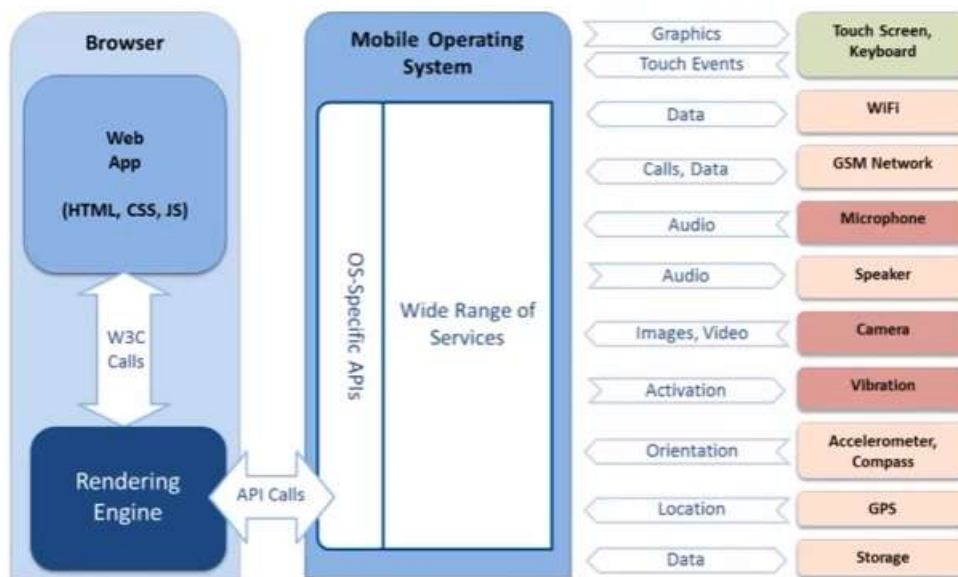 Browser
Web
App
(HTML, CSS, JS)
W3C
Calls
Rendering
Engine
API Calls
Mobile Operating
System
OS-Specific APIs
Wide Range of
Services
Graphics
Touch Events
Touch Screen,
Keyboard
Data
WiFi
Calls, Data
GSM Network
Audio
Microphone
Audio
Speaker
Images, Video
Camera
Activation
Vibration
Orientation
Accelerometer,
Compass
Location
GPS
Data
Storage